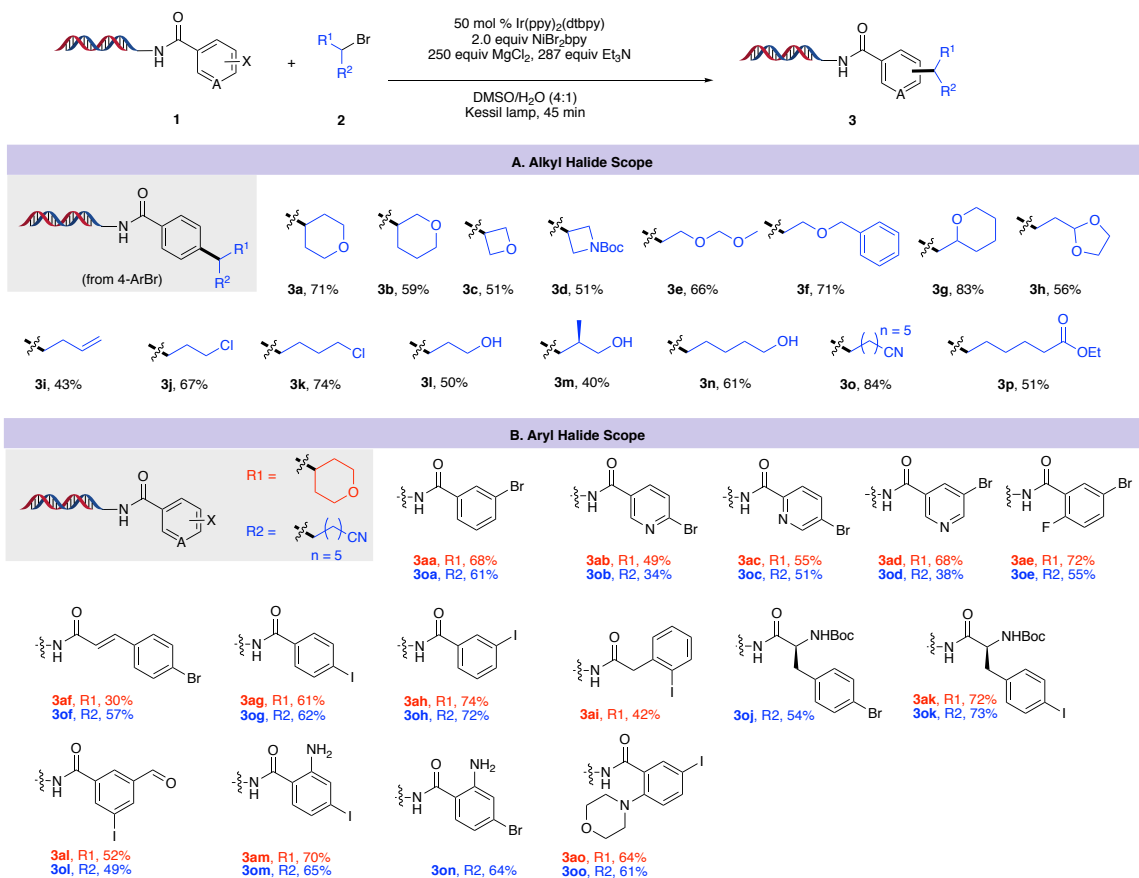 50 mol % Ir(ppy)2(dtbpy)
2.0 equiv NiBr2bpy
250 equiv MgCl2, 287 equiv Et3N
DMSO/H2O (4:1)
Kessil lamp, 45 min
O
N
H
A
X
+
R1
Br
R2
O
N
H
A
R1
R2
1
2
3
A. Alkyl Halide Scope
O
NH
R1
R2
(from 4-ArBr)
O
O
O
NBoc
O
O
O
O
O
O
3a, 71%
3b, 59%
3c, 51%
3d, 51%
3e, 66%
3f, 71%
3g, 83%
3h, 56%
Cl
Cl
OH
OH
OH
n = 5
CN
O
OEt
3i, 43%
3j, 67%
3k, 74%
3l, 50%
3m, 40%
3n, 61%
3o, 84%
3p, 51%
B. Aryl Halide Scope
O
N
H
A
X
R1 =
O
R2 =
CN
n = 5
O
N
H
Br
3aa, R1, 68%
3oa, R2, 61%
O
N
H
N
Br
3ab, R1, 49%
3ob, R2, 34%
O
N
H
N
Br
3ac, R1, 55%
3oc, R2, 51%
O
N
H
N
Br
3ad, R1, 68%
3od, R2, 38%
O
N
H
F
Br
3ae, R1, 72%
3oe, R2, 55%
O
N
H
Br
3af, R1, 30%
3of, R2, 57%
O
N
H
I
3ag, R1, 61%
3og, R2, 62%
O
N
H
I
3ah, R1, 74%
3oh, R2, 72%
O
N
H
I
3ai, R1, 42%
O
N
H
NHBoc
Br
3oj, R2, 54%
O
N
H
NHBoc
I
3ak, R1, 72%
3ok, R2, 73%
O
N
H
O
I
3al, R1, 52%
3ol, R2, 49%
O
N
H
NH2
I
3am, R1, 70%
3om, R2, 65%
O
N
H
NH2
Br
3on, R2, 64%
O
N
H
I
N
O
3ao, R1, 64%
3oo, R2, 61%